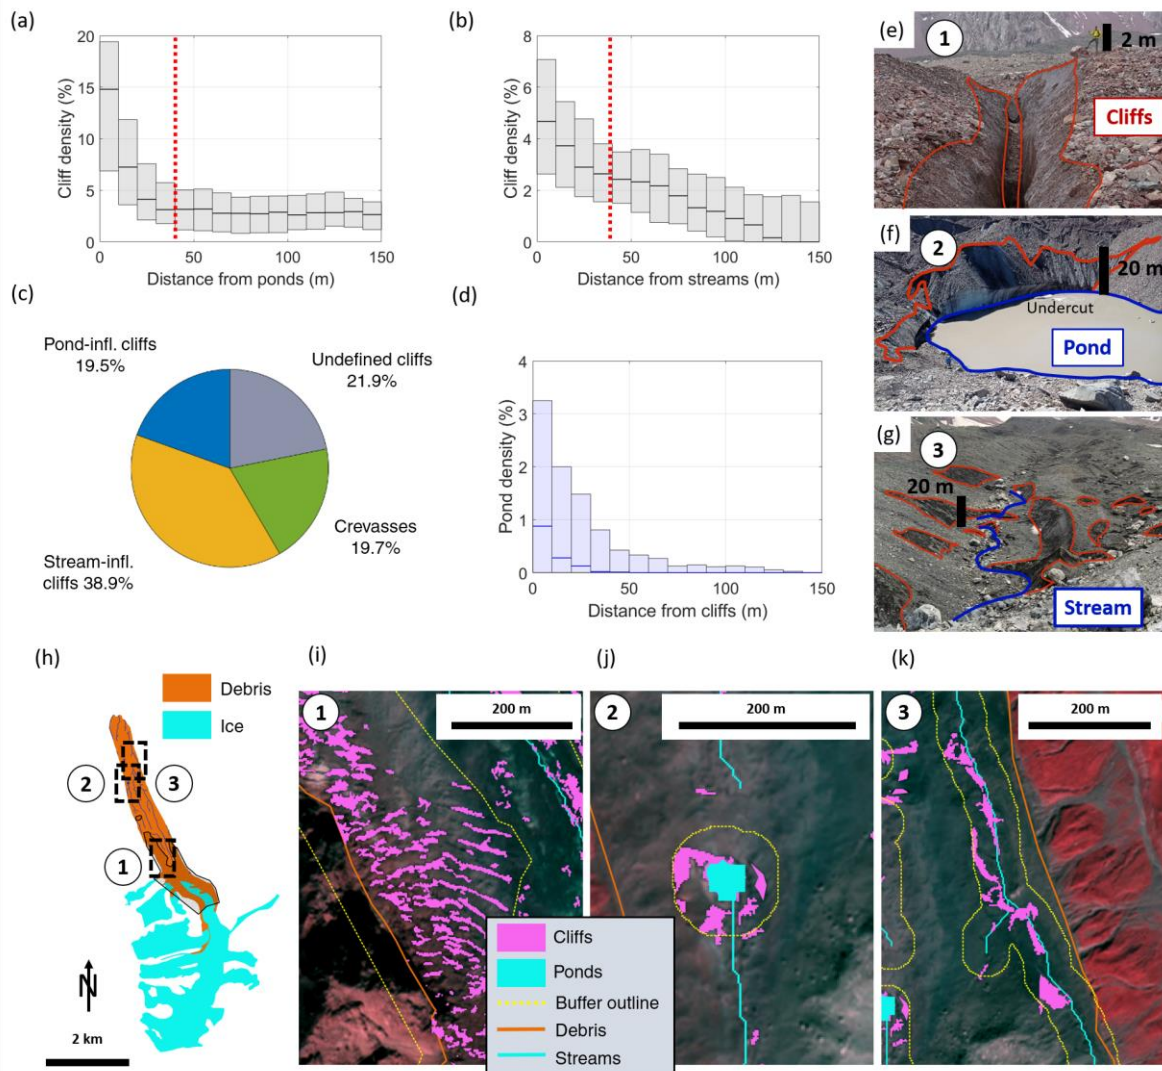 (a)
Cliff density (%)
20
15
10
5
0
0
50
100
150
Distance from ponds (m)
(b)
Cliff density (%)
8
6
4
2
0
0
50
100
150
Distance from streams (m)
(e)
1
2 m
Cliffs
(f)
2
20 m
Undercut
Pond
(g)
3
20 m
Stream
(c)
Pond-infl. cliffs
19.5%
Undefined cliffs
21.9%
Stream-infl.
cliffs 38.9%
Crevasses
19.7%
(d)
Pond density (%)
4
3
2
1
0
0
50
100
150
Distance from cliffs (m)
(h)
Debris
Ice
2
3
1
N
2 km
(i)
1
200 m
(j)
2
200 m
(k)
3
200 m
Cliffs
Ponds
Buffer outline
Debris
Streams